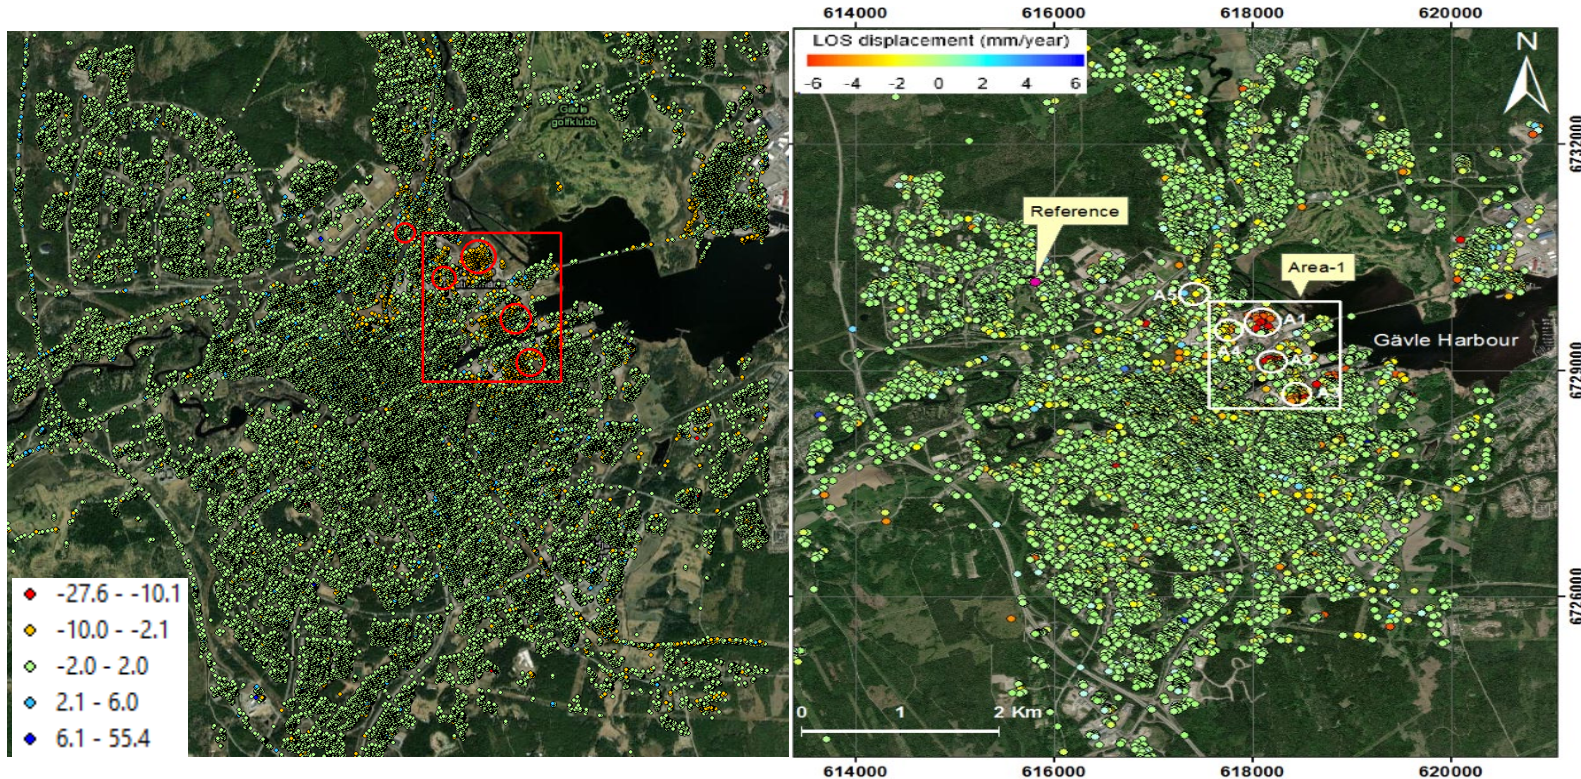 golfklubb
-27.6 - -10.1
-10.0 - -2.1
-2.0 - 2.0
2.1 - 6.0
6.1 - 55.4
614000 616000 618000 620000
LOS displacement (mm/year)
-6 -4 -2 0 2 4 6
N
6732000
Reference
Area-1
A5
A1
A4
Gävle Harbour
A2
6729000
6726000
0 1 2 Km
614000 616000 618000 620000